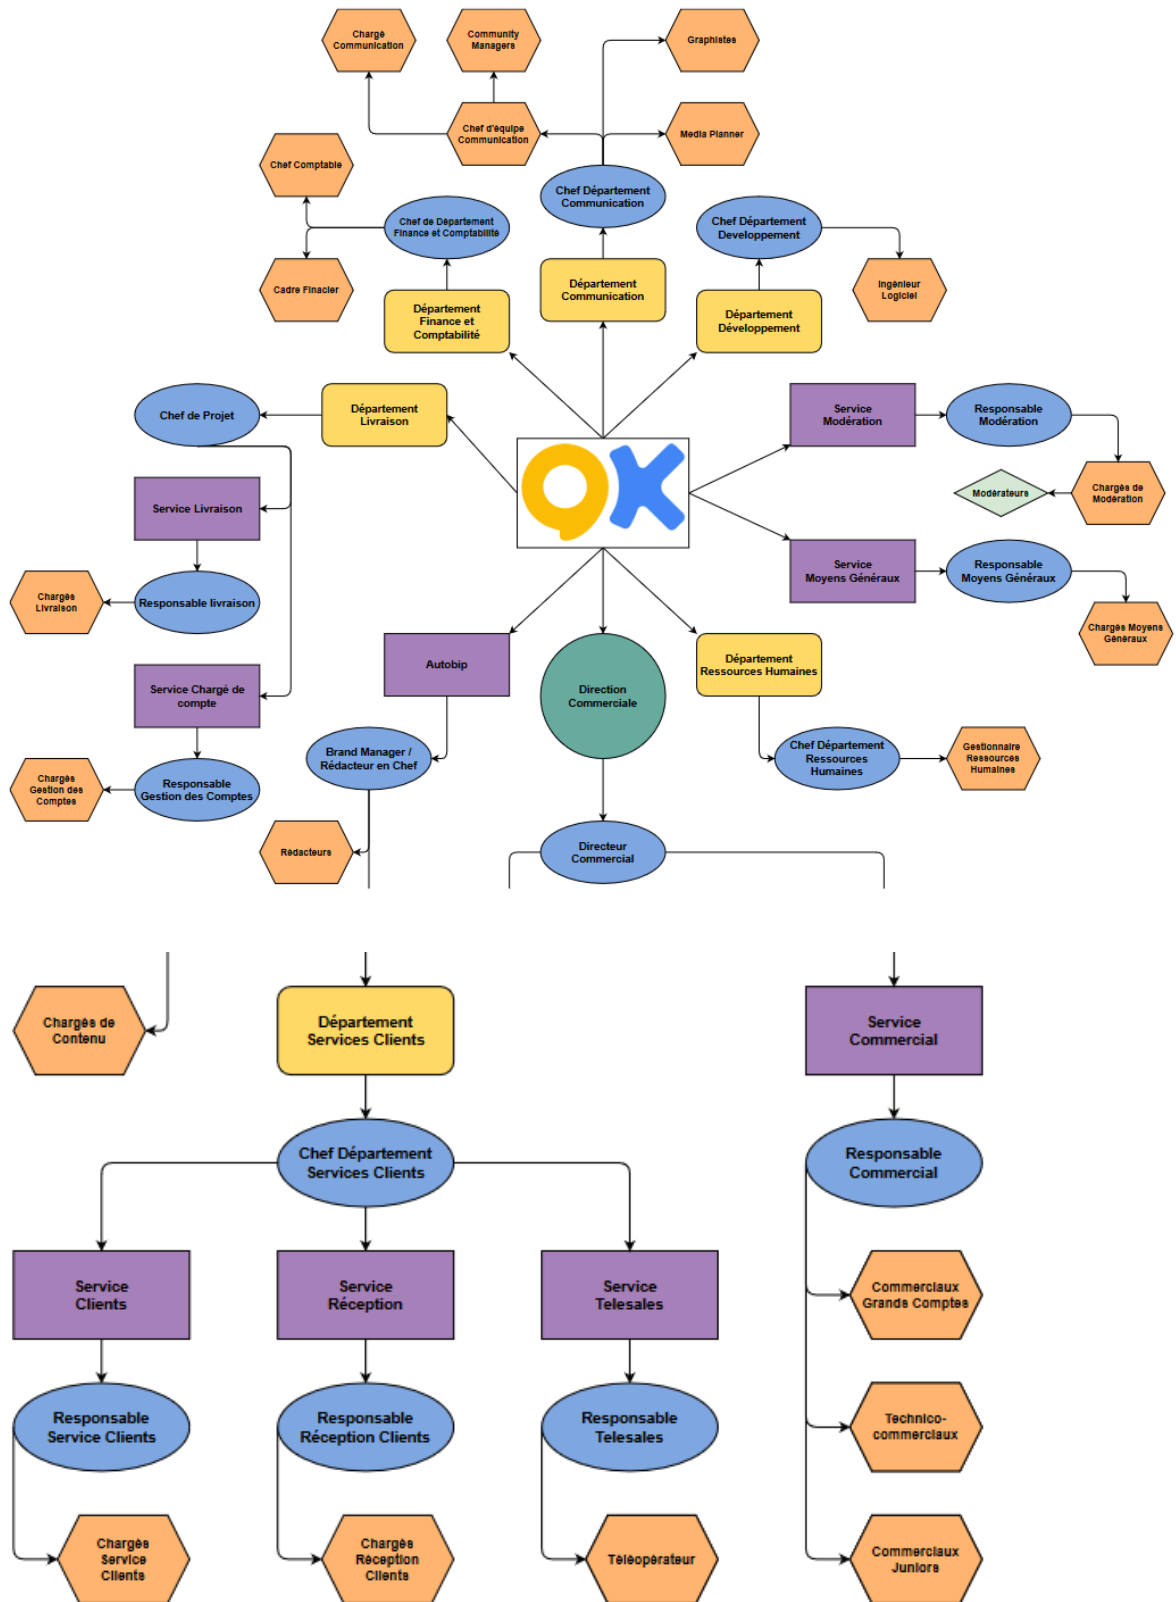 Chargé
Communication
Community
Managers
Graphistes
Chef d'équipe
Communication
Media Planner
Chef Comptable
Chef Département
Communication
Chef de Département
Finance et Comptabilité
Chef Département
Developpement
Cadre Finacier
Département
Finance et
Comptabilité
Département
Communication
Département
Développement
Ingénieur
Logiciel
Chef de Projet
Département
Livraison
Service
Modération
Responsable
Modération
Service Livraison
Modérateurs
Chargés de
Modération
Chargés
Livraison
Responsable livraison
Service
Moyens Généraux
Responsable
Moyens Généraux
Chargés Moyens
Généraux
Autobip
Direction
Commerciale
Département
Ressources Humaines
Service Chargé de
compte
Brand Manager /
Rédacteur en Chef
Chef Département
Ressources
Humaines
Gestionnaire
Ressources
Humaines
Chargés
Gestion des
Comptes
Responsable
Gestion des Comptes
Rédacteurs
Directeur
Commercial
Chargés de
Contenu
Département
Services Clients
Service
Commercial
Chef Département
Services Clients
Responsable
Commercial
Service
Clients
Service
Réception
Service
Telesales
Commerciaux
Grands Comptes
Responsable
Service Clients
Responsable
Réception Clients
Responsable
Telesales
Technico-
commerciaux
Chargés
Service
Clients
Chargés
Réception
Clients
Téléopérateur
Commerciaux
Juniors